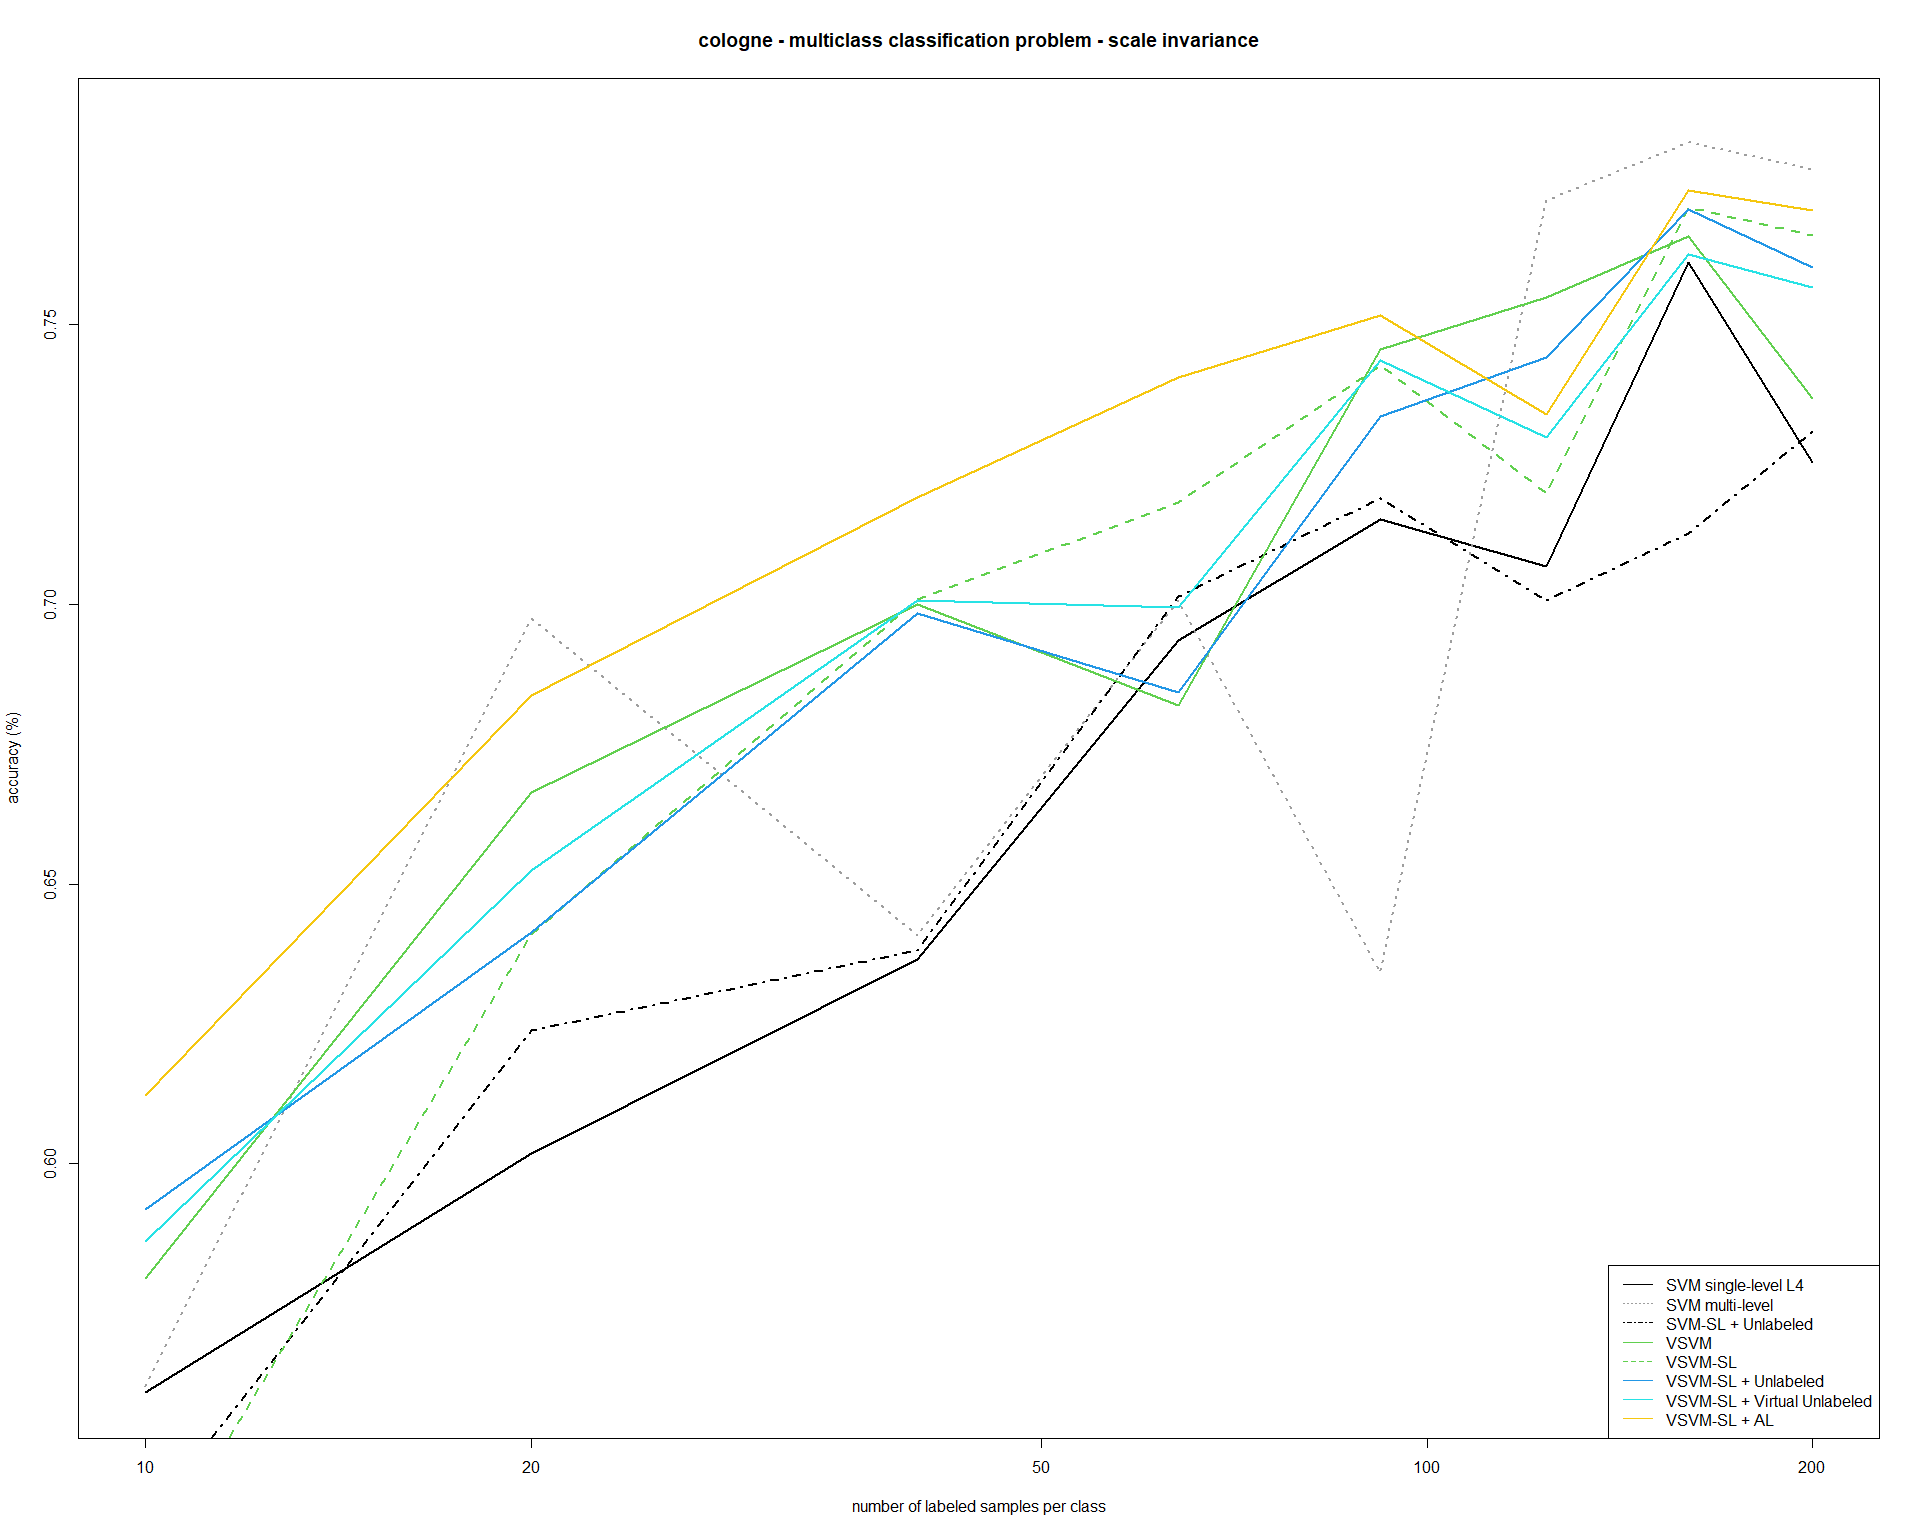 cologne - multiclass classification problem - scale invariance
accuracy (%)
0.75
0.70
0.65
0.60
10
20
50
100
200
number of labeled samples per class
SVM single-level L4
SVM multi-level
SVM-SL + Unlabeled
VSVM
VSVM-SL
VSVM-SL + Unlabeled
VSVM-SL + Virtual Unlabeled
VSVM-SL + AL